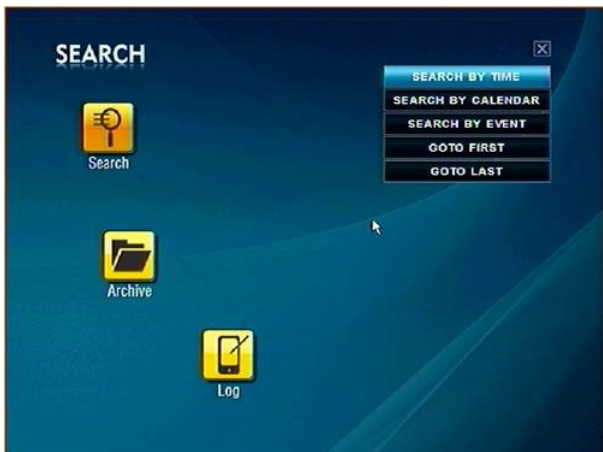 SEARCH
SEARCH BY TIME
SEARCH BY CALENDAR
SEARCH BY EVENT
GOTO FIRST
GOTO LAST
Search
Archive
Log